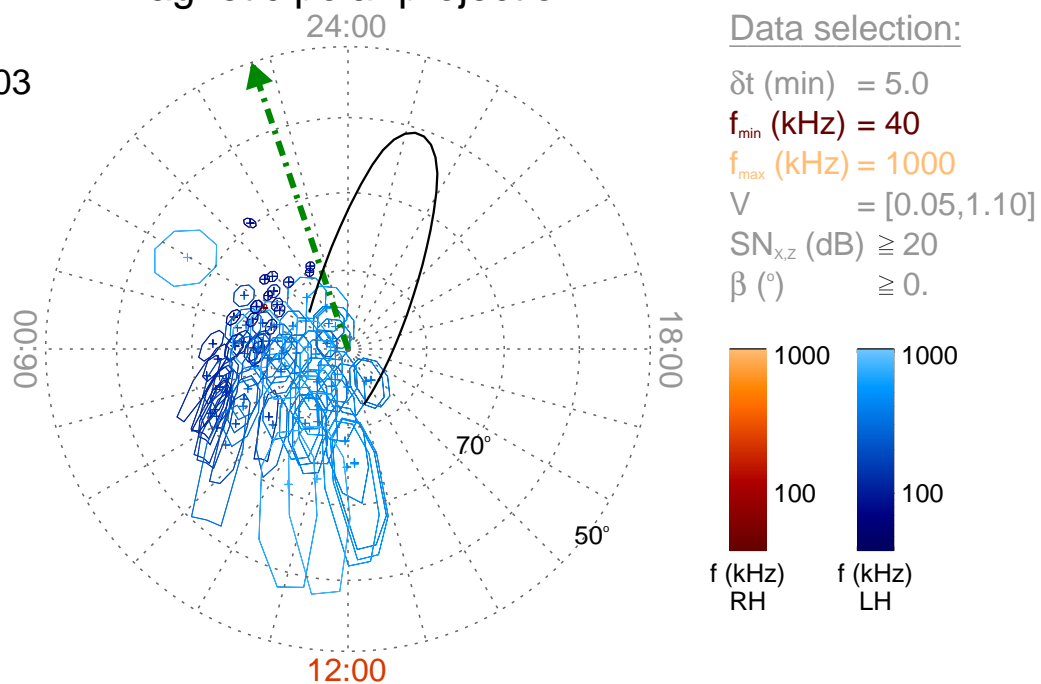 24:00
03
06:00
18:00
12:00
70°
50°
Data selection:
δt (min) = 5.0
fmin (kHz) = 40
fmax (kHz) = 1000
V = [0.05,1.10]
SNX,Z (dB) ≧ 20
β (°) ≧ 0.
1000 1000
100 100
f (kHz) f (kHz)
RH LH